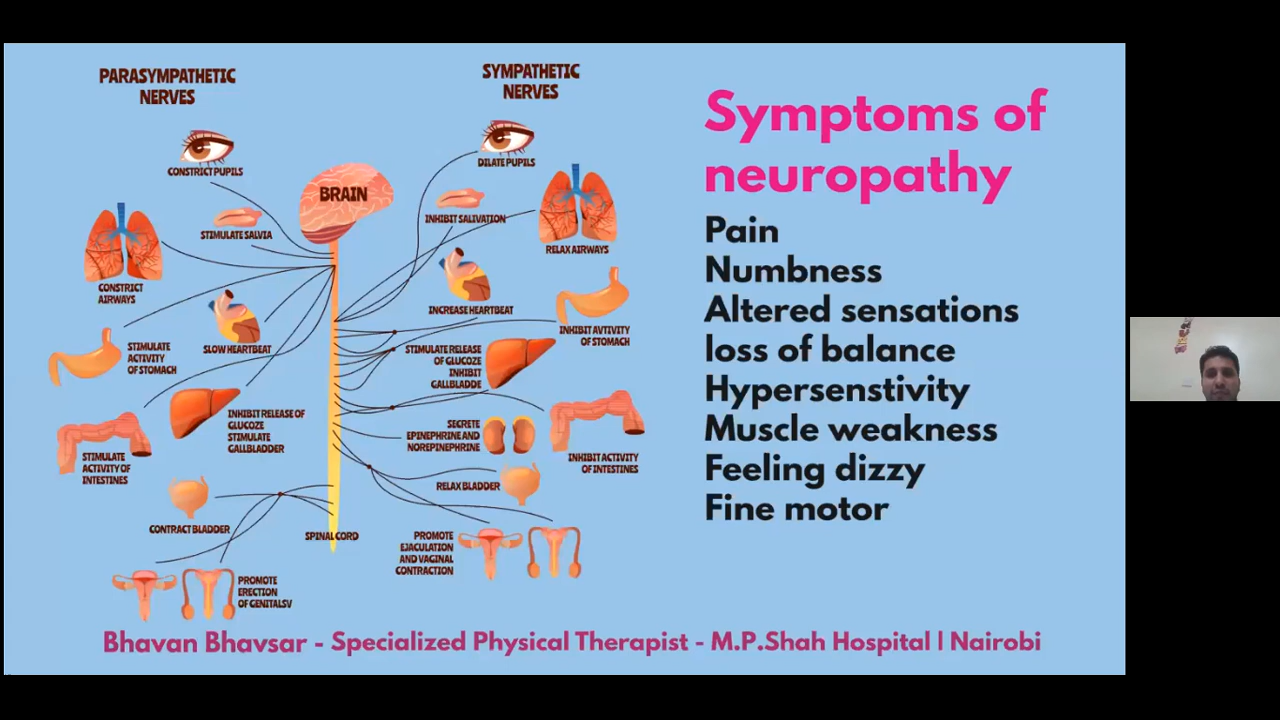 PARASYMPATHETIC
NERVES
CONSTRICT PUPILS
STIMULATE SALVIA
CONSTRICT
AIRWAYS
SLOW HEARTBEAT
STIMULATE
ACTIVITY
OF STOMACH
INHIBIT RELEASE OF
GLUCOZE
STIMULATE
GALLBLADDER
STIMULATE
ACTIVITY OF
INTESTINES
CONTRACT BLADDER
PROMOTE
ERECTION
OF GENITALSV
BRAIN
SPINAL CORD
SYMPATHETIC
NERVES
DILATE PUPILS
INHIBIT SALIVATION
RELAX AIRWAYS
INCREASE HEARTBEAT
INHIBIT AVTIVITY
OF STOMACH
STIMULATE RELEASE
OF GLUCOZE
INHIBIT
GALLBLADDE
SECRETE
EPINEPHRINE AND
NOREPINEPHRINE
INHIBIT ACTIVITY
OF INTESTINES
RELAX BLADDER
PROMOTE
EJACULATION
AND VAGINAL
CONTRACTION
Symptoms of
neuropathy
Pain
Numbness
Altered sensations
loss of balance
Hypersenstivity
Muscle weakness
Feeling dizzy
Fine motor
Bhavan Bhavsar - Specialized Physical Therapist - M.P.Shah Hospital | Nairobi